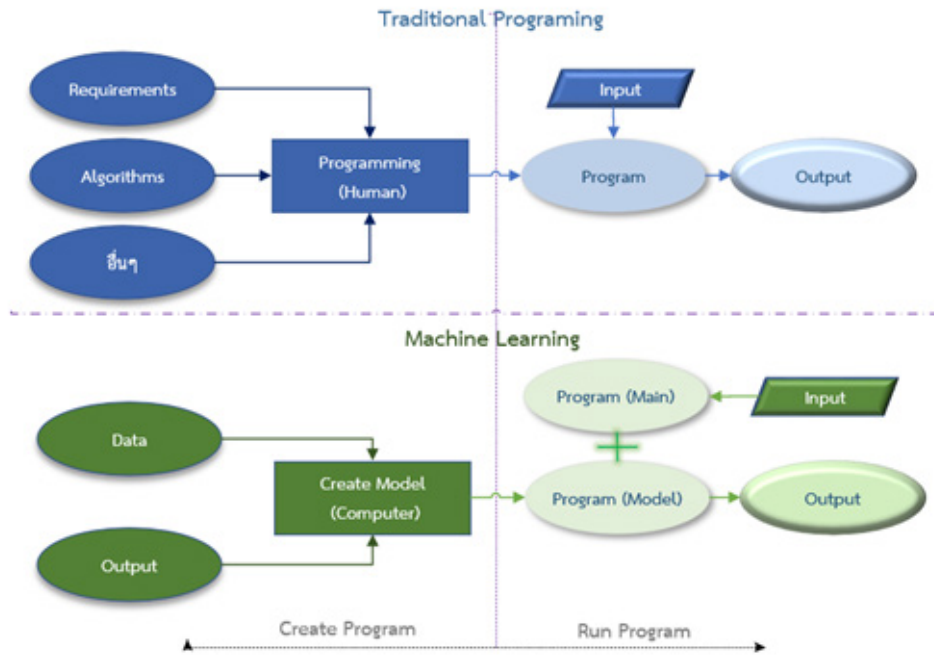 Traditional Programing
Requirements
Input
Programming
(Human)
Algorithms
Program
Output
อื่นๆ
Machine Learning
Program (Main)
Input
Data
Create Model
(Computer)
Program (Model)
Output
Output
Create Program
Run Program